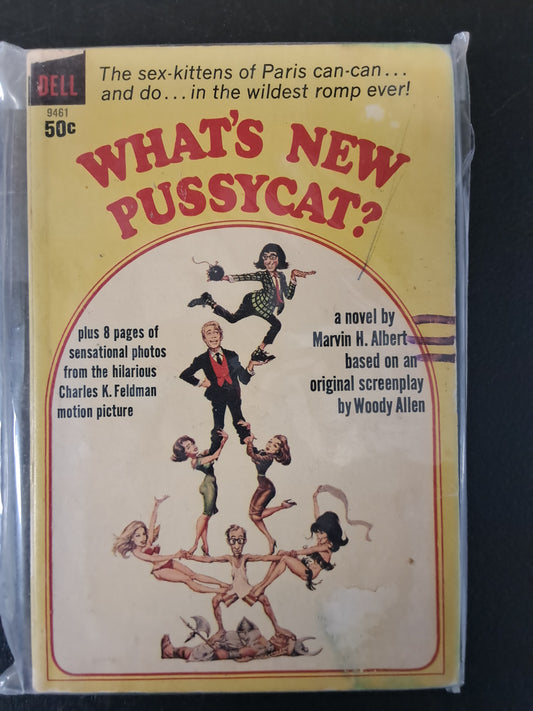 DELL
9461
50c
The sex-kittens of Paris can-can...
and do...in the wildest romp ever!
WHAT'S NEW
PUSSYCAT?
plus 8 pages of
sensational photos
from the hilarious
Charles K. Feldman
motion picture
a novel by
Marvin H. Albert
based on an
original screenplay
by Woody Allen